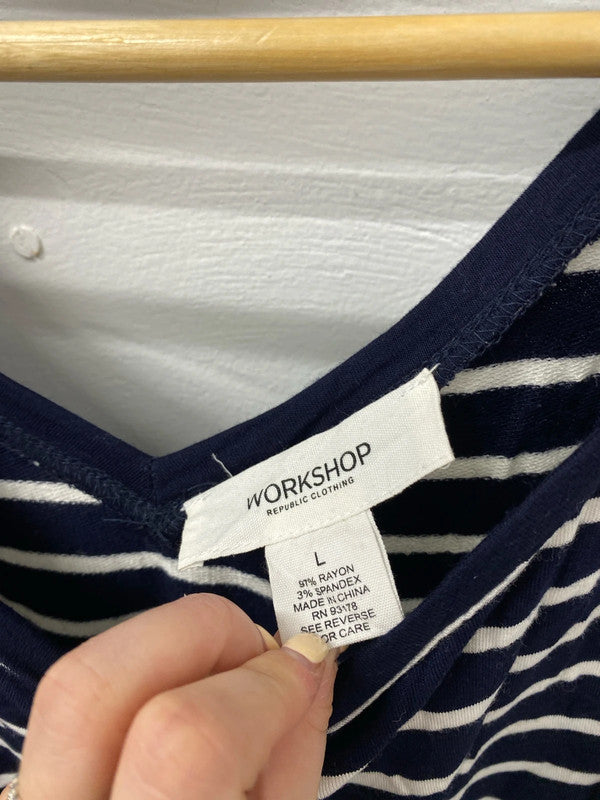 WORKSHOP
REPUBLIC CLOTHING
L
97% RAYON
3% SPANDEX
MADE IN CHINA
RN 93178
SEE REVERSE
FOR CARE